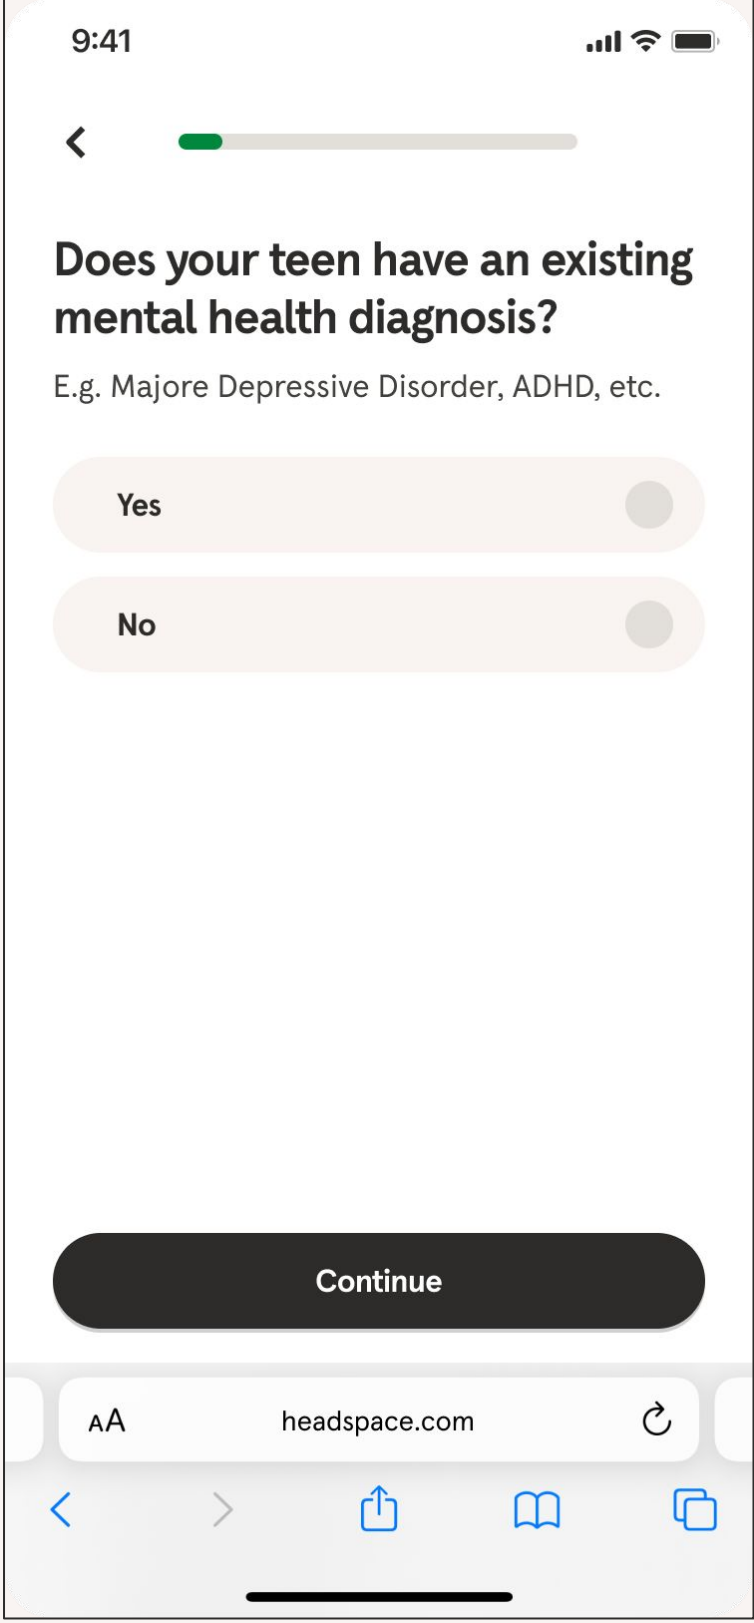 9:41
Does your teen have an existing
mental health diagnosis?
E.g. Majore Depressive Disorder, ADHD, etc.
Yes
No
Continue
AA headspace.com